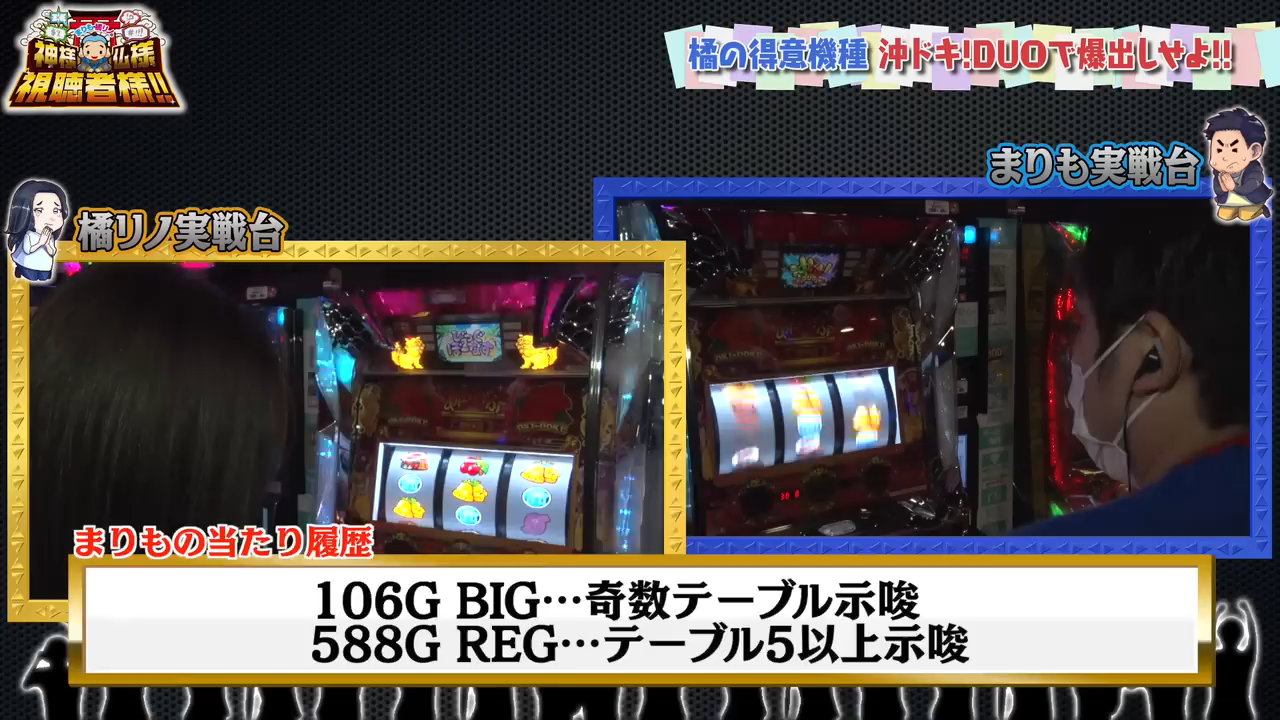 神様 仏様
視聴者様!!
橘の得意機種 沖ドキ!DUOで爆出しせよ!!
まりも実戦台
橘リノ実戦台
まりもの当たり履歴
106G BIG…奇数テーブル示唆
588G REG…テーブル5以上示唆